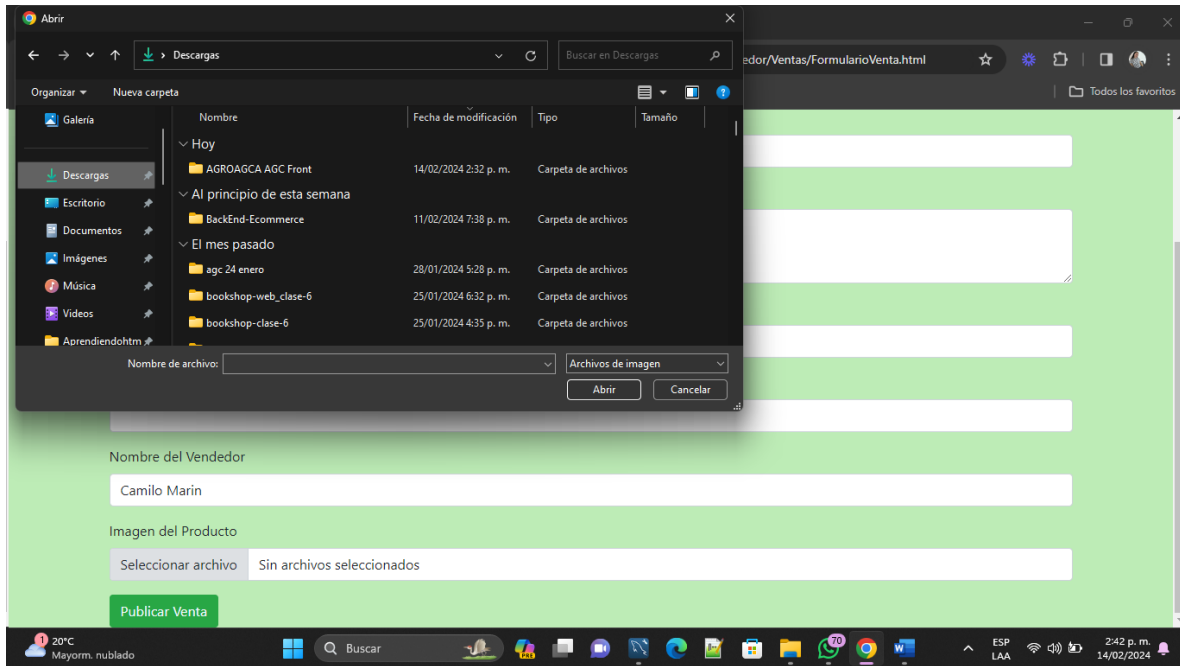 Abrir
Descargas
Buscar en Descargas
edor/Ventas/FormularioVenta.html
Organizar
Nueva carpeta
Todos los favoritos
Galería
Nombre
Fecha de modificación
Tipo
Tamaño
Hoy
AGROAGCA AGC Front
14/02/2024 2:32 p. m.
Carpeta de archivos
Descargas
Al principio de esta semana
Escritorio
BackEnd-Ecommerce
11/02/2024 7:38 p. m.
Carpeta de archivos
Documentos
El mes pasado
Imágenes
agc 24 enero
28/01/2024 5:28 p. m.
Carpeta de archivos
Música
bookshop-web_clase-6
25/01/2024 6:32 p. m.
Carpeta de archivos
Videos
bookshop-clase-6
25/01/2024 4:35 p. m.
Carpeta de archivos
Aprendiendohtm
Nombre de archivo:
Archivos de imagen
Abrir
Cancelar
Nombre del Vendedor
Camilo Marin
Imagen del Producto
Seleccionar archivo
Sin archivos seleccionados
Publicar Venta
1
20°C
Mayorm. nublado
Buscar
PRE
70
ESP
LAA
2:42 p. m.
14/02/2024